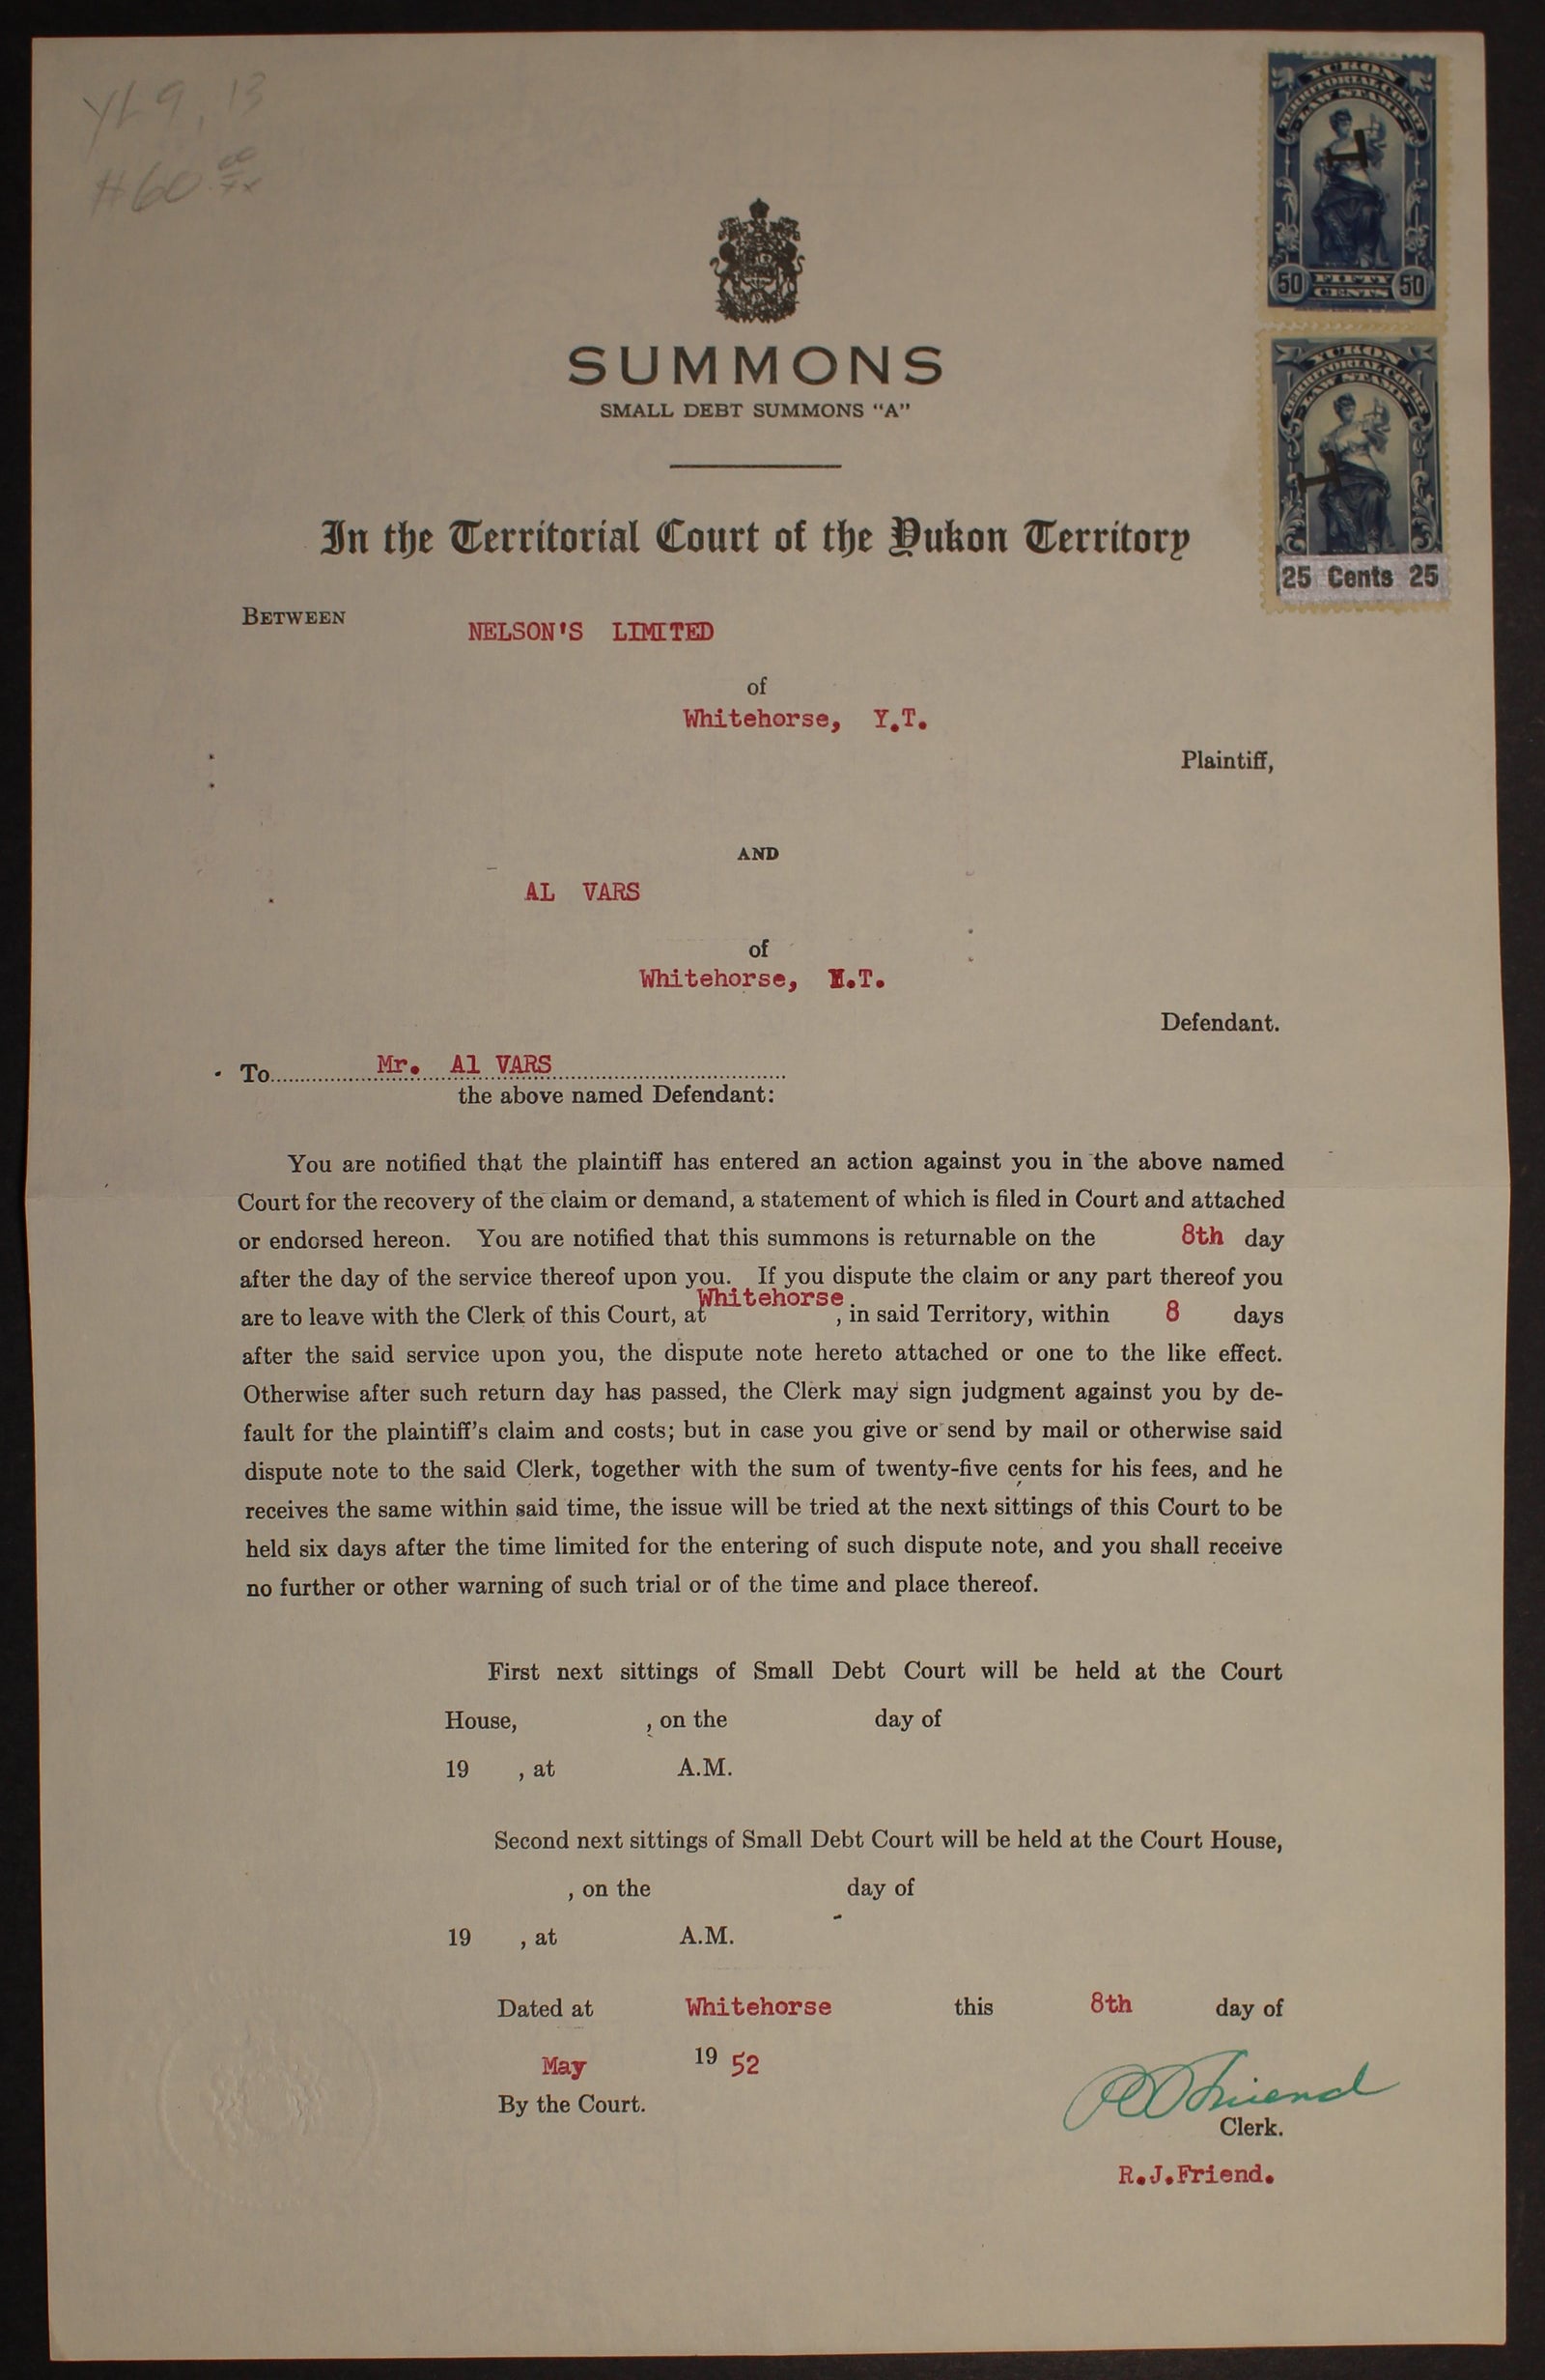 YL9, 13
$60.00/xx
YUKON
TERRITORIAL COURT
LAW STAMP
50 FIFTY CENTS 50
YUKON
TERRITORIAL COURT
LAW STAMP
25 Cents 25
SUMMONS
SMALL DEBT SUMMONS "A"
In the Territorial Court of the Yukon Territory
BETWEEN
NELSON'S LIMITED
of
Whitehorse, Y.T.
Plaintiff,
AND
AL VARS
of
Whitehorse, Y.T.
Defendant.
To Mr. Al VARS
the above named Defendant:
You are notified that the plaintiff has entered an action against you in the above named
Court for the recovery of the claim or demand, a statement of which is filed in Court and attached
or endorsed hereon. You are notified that this summons is returnable on the 8th day
after the day of the service thereof upon you. If you dispute the claim or any part thereof you
are to leave with the Clerk of this Court, at Whitehorse, in said Territory, within 8 days
after the said service upon you, the dispute note hereto attached or one to the like effect.
Otherwise after such return day has passed, the Clerk may sign judgment against you by de-
fault for the plaintiff's claim and costs; but in case you give or send by mail or otherwise said
dispute note to the said Clerk, together with the sum of twenty-five cents for his fees, and he
receives the same within said time, the issue will be tried at the next sittings of this Court to be
held six days after the time limited for the entering of such dispute note, and you shall receive
no further or other warning of such trial or of the time and place thereof.
First next sittings of Small Debt Court will be held at the Court
House, , on the day of
19 , at A.M.
Second next sittings of Small Debt Court will be held at the Court House,
, on the day of
19 , at A.M.
Dated at Whitehorse this 8th day of
May 19 52
By the Court.
RJFriend
Clerk.
R.J.Friend.